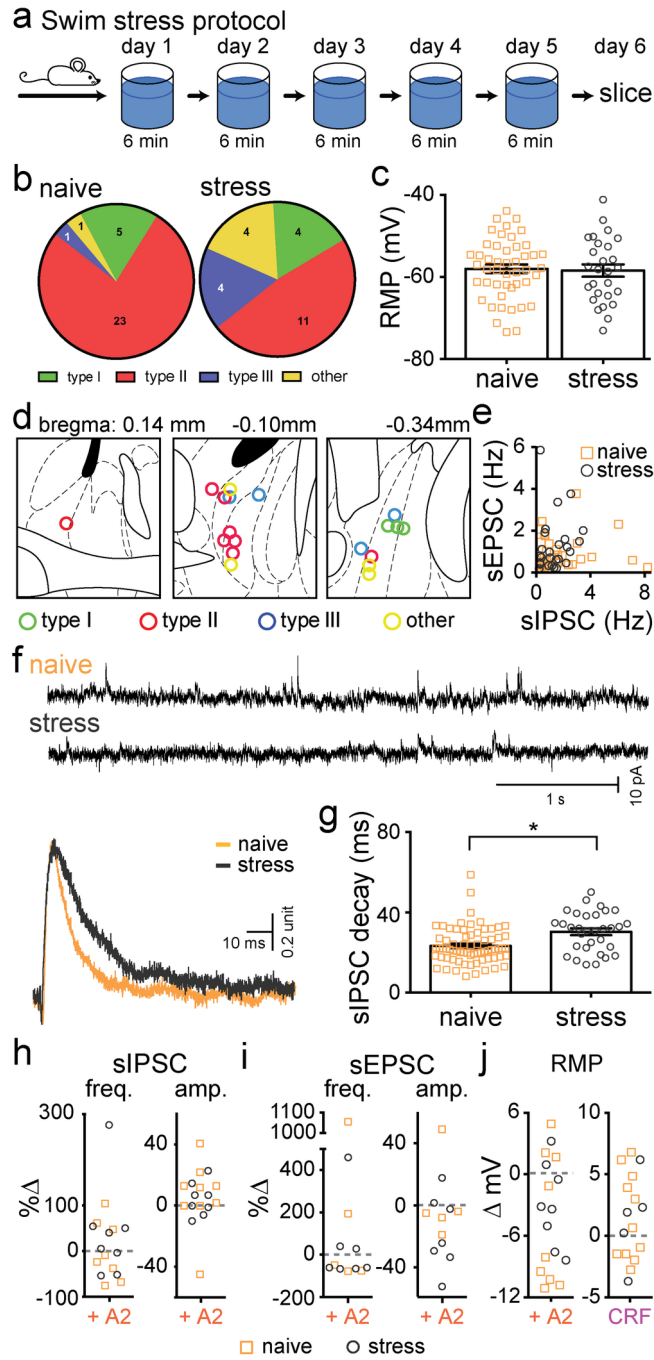 a Swim stress protocol
day 1 day 2 day 3 day 4 day 5 day 6
slice
6 min 6 min 6 min 6 min 6 min
b
naive stress
1 1 5 23
4 4 4 11
type I type II type III other
c
RMP (mV)
-40
-60
-80
naive stress
d bregma: 0.14 mm -0.10mm -0.34mm
type I type II type III other
e
sEPSC (Hz)
6
4
2
0
0 4 8
sIPSC (Hz)
naive
stress
f naive
stress
10 pA
1 s
naive
stress
10 ms
0.2 unit
g
sIPSC decay (ms)
80
40
0
*
naive stress
h sIPSC
freq. amp.
%Δ
300
100
0
-100
40
0
-40
+ A2 + A2
i sEPSC
freq. amp.
%Δ
1100
1000
400
200
0
-200
40
0
-40
+ A2 + A2
j RMP
Δ mV
6
0
-6
-12
10
5
0
-5
+ A2 CRF
naive stress